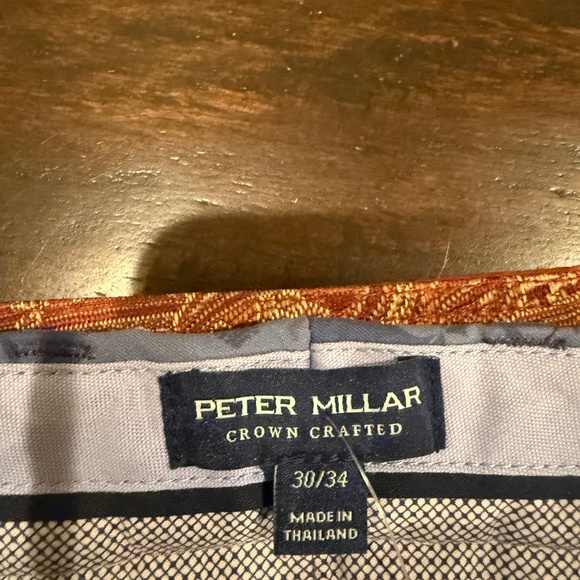 PETER MILLAR
CROWN CRAFTED
30/34
MADE IN
THAILAND